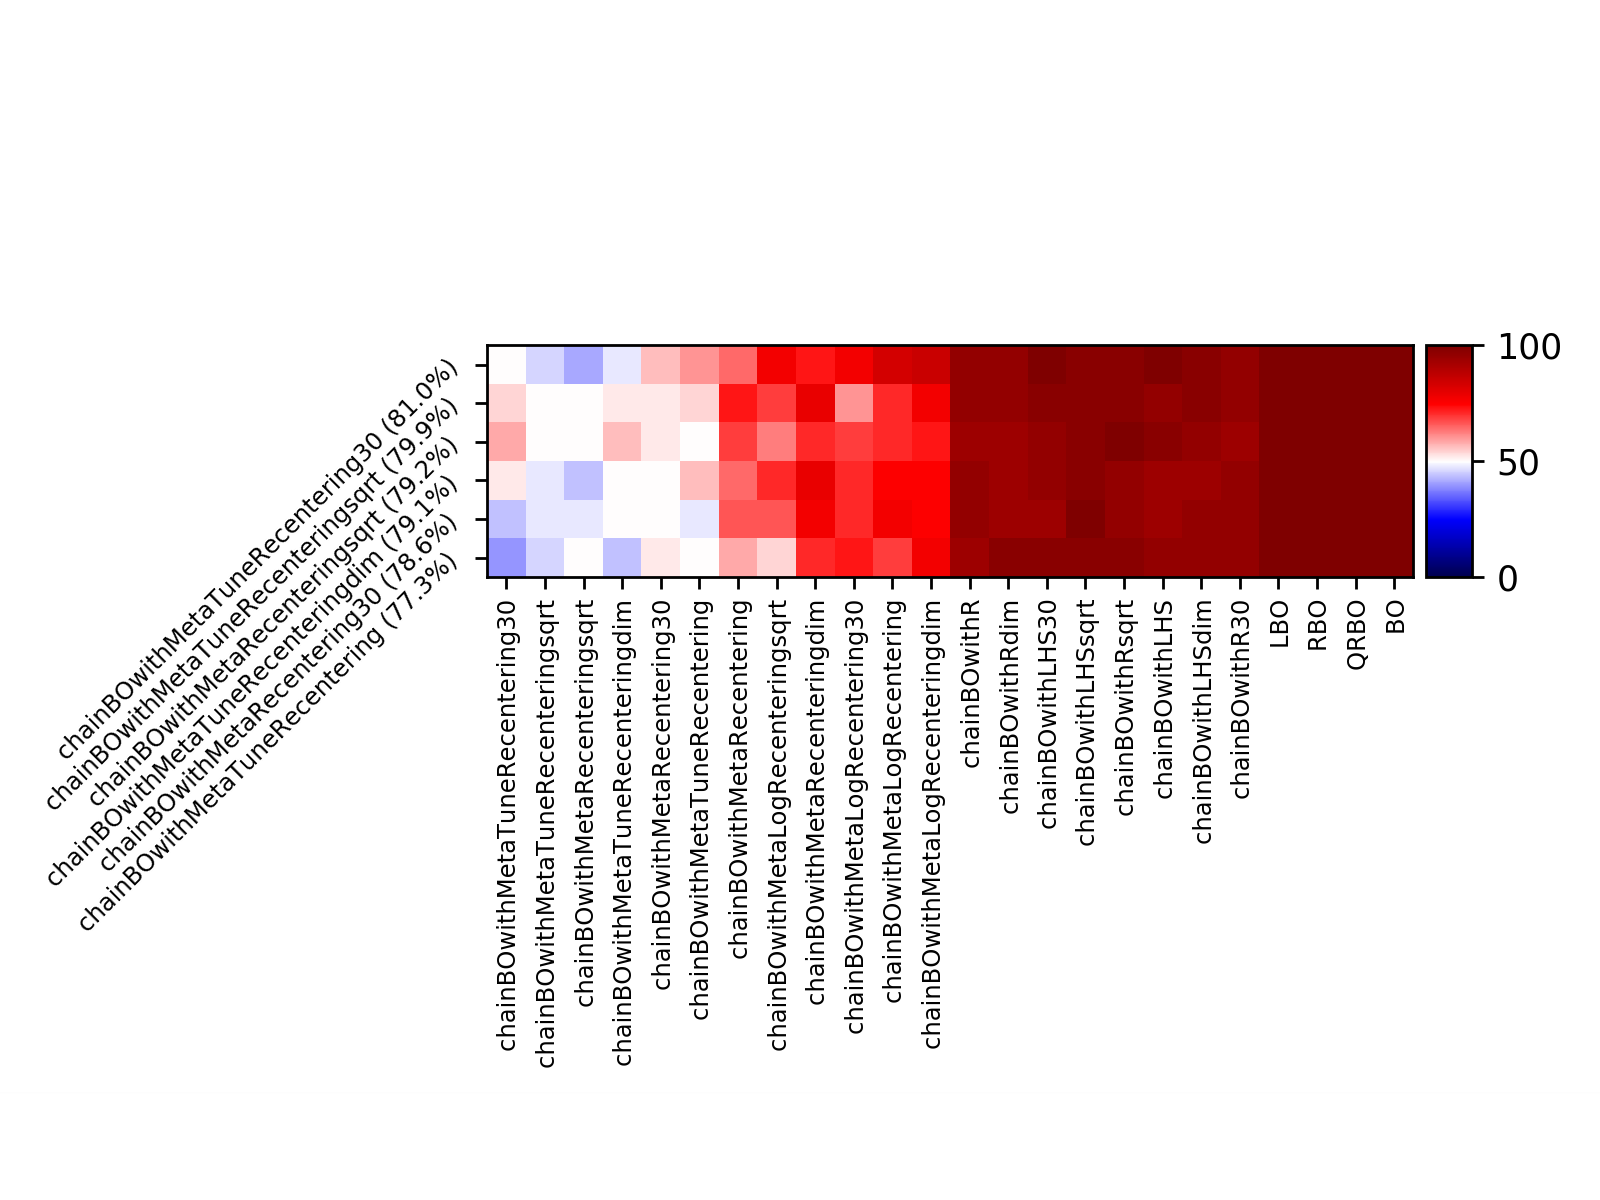 chainBOwithMetaTuneRecentering30 (81.0%)
chainBOwithMetaTuneRecenteringsqrt (79.9%)
chainBOwithMetaRecenteringsqrt (79.2%)
chainBOwithMetaTuneRecenteringdim (79.1%)
chainBOwithMetaRecentering30 (78.6%)
chainBOwithMetaTuneRecentering (77.3%)
100
50
0
chainBOwithMetaTuneRecentering30
chainBOwithMetaTuneRecenteringsqrt
chainBOwithMetaRecenteringsqrt
chainBOwithMetaTuneRecenteringdim
chainBOwithMetaRecentering30
chainBOwithMetaTuneRecentering
chainBOwithMetaRecentering
chainBOwithMetaLogRecenteringsqrt
chainBOwithMetaRecenteringdim
chainBOwithMetaLogRecentering30
chainBOwithMetaLogRecentering
chainBOwithMetaLogRecenteringdim
chainBOwithR
chainBOwithRdim
chainBOwithLHS30
chainBOwithLHSsqrt
chainBOwithRsqrt
chainBOwithLHS
chainBOwithLHSdim
chainBOwithR30
LBO
RBO
QRBO
BO